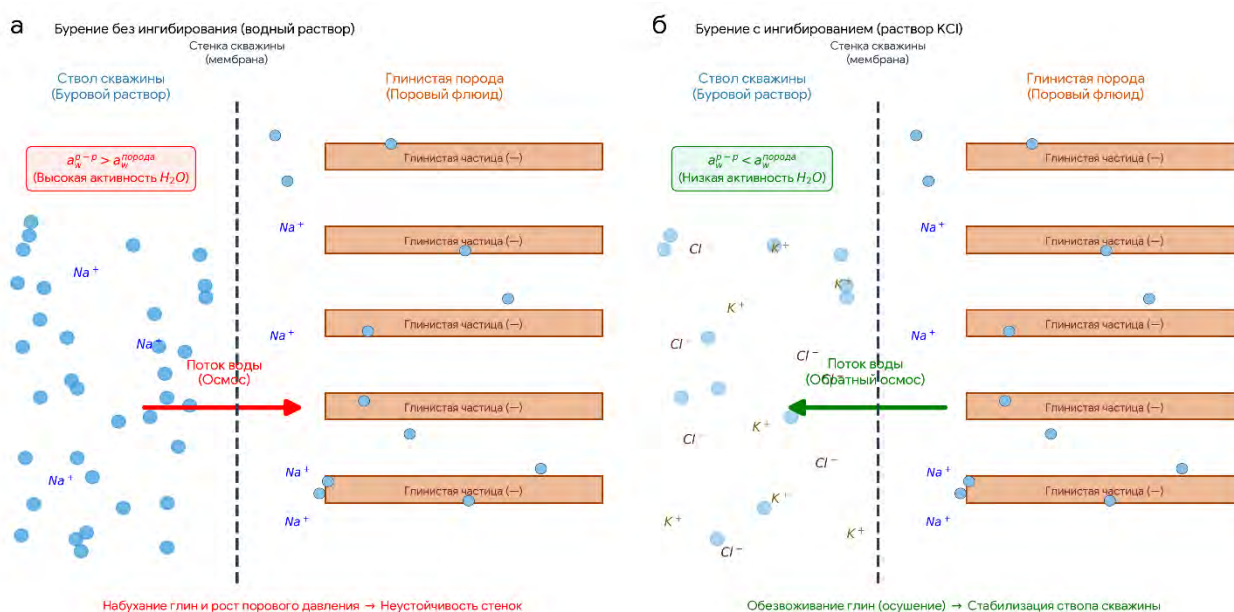 а
Бурение без ингибирования (водный раствор)
Стенка скважины
(мембрана)
Ствол скважины
(Буровой раствор)
Глинистая порода
(Поровый флюид)
a_w^{p-p} > a_w^{порода}
(Высокая активность H₂O)
Глинистая частица (—)
Na⁺
Глинистая частица (—)
Na⁺
Глинистая частица (—)
Na⁺
Na⁺
Поток воды
(Осмос)
Глинистая частица (—)
Na⁺
Na⁺
Глинистая частица (—)
Na⁺
Набухание глин и рост порового давления → Неустойчивость стенок
б
Бурение с ингибированием (раствор KCl)
Стенка скважины
(мембрана)
Ствол скважины
(Буровой раствор)
Глинистая порода
(Поровый флюид)
a_w^{p-p} < a_w^{порода}
(Низкая активность H₂O)
Глинистая частица (—)
Na⁺
Cl⁻
K⁺
Глинистая частица (—)
K⁺
K⁺
Глинистая частица (—)
Na⁺
Cl⁻
Cl⁻
Поток воды
(Обратный осмос)
Cl⁻
Глинистая частица (—)
K⁺
Cl⁻
Cl⁻
Na⁺
Глинистая частица (—)
K⁺
K⁺
K⁺
Na⁺
Cl⁻
Обезвоживание глин (осушение) → Стабилизация ствола скважины